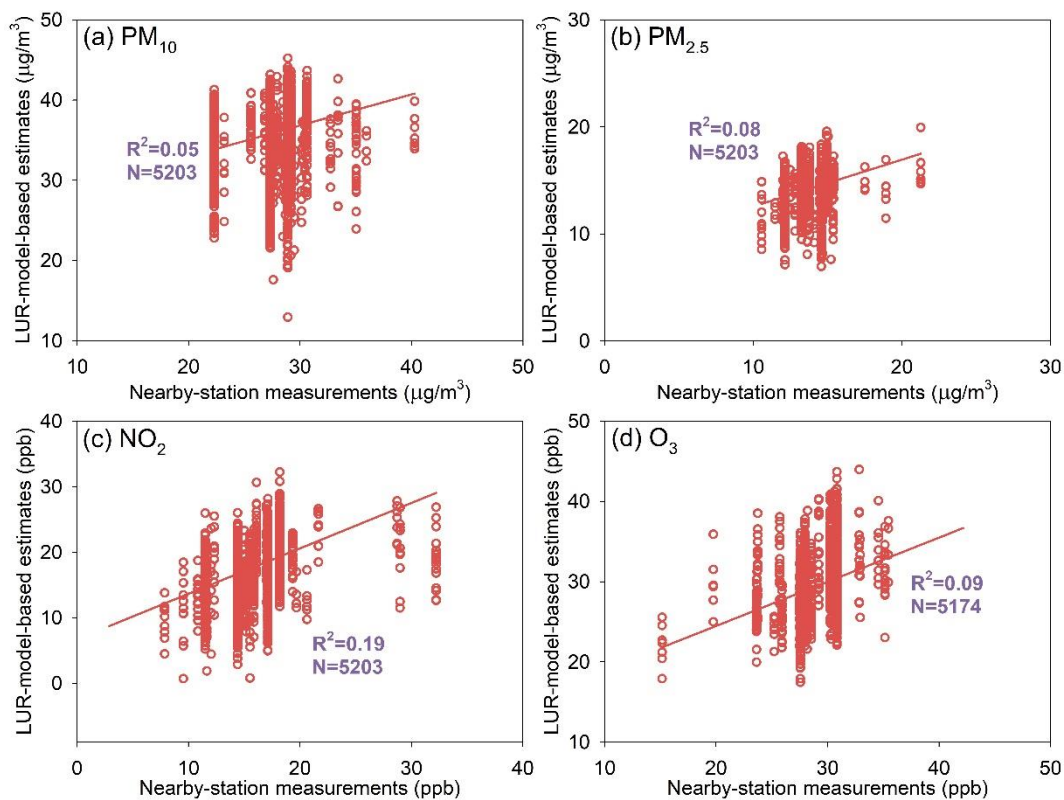 (a) PM10
LUR-model-based estimates (µg/m3)
50
40
30
20
10
R2=0.05
N=5203
10 20 30 40 50
Nearby-station measurements (µg/m3)
(b) PM2.5
LUR-model-based estimates (µg/m3)
30
20
10
0
R2=0.08
N=5203
0 10 20 30
Nearby-station measurements (µg/m3)
(c) NO2
LUR-model-based estimates (ppb)
40
30
20
10
0
R2=0.19
N=5203
0 10 20 30 40
Nearby-station measurements (ppb)
(d) O3
LUR-model-based estimates (ppb)
50
40
30
20
10
R2=0.09
N=5174
10 20 30 40 50
Nearby-station measurements (ppb)